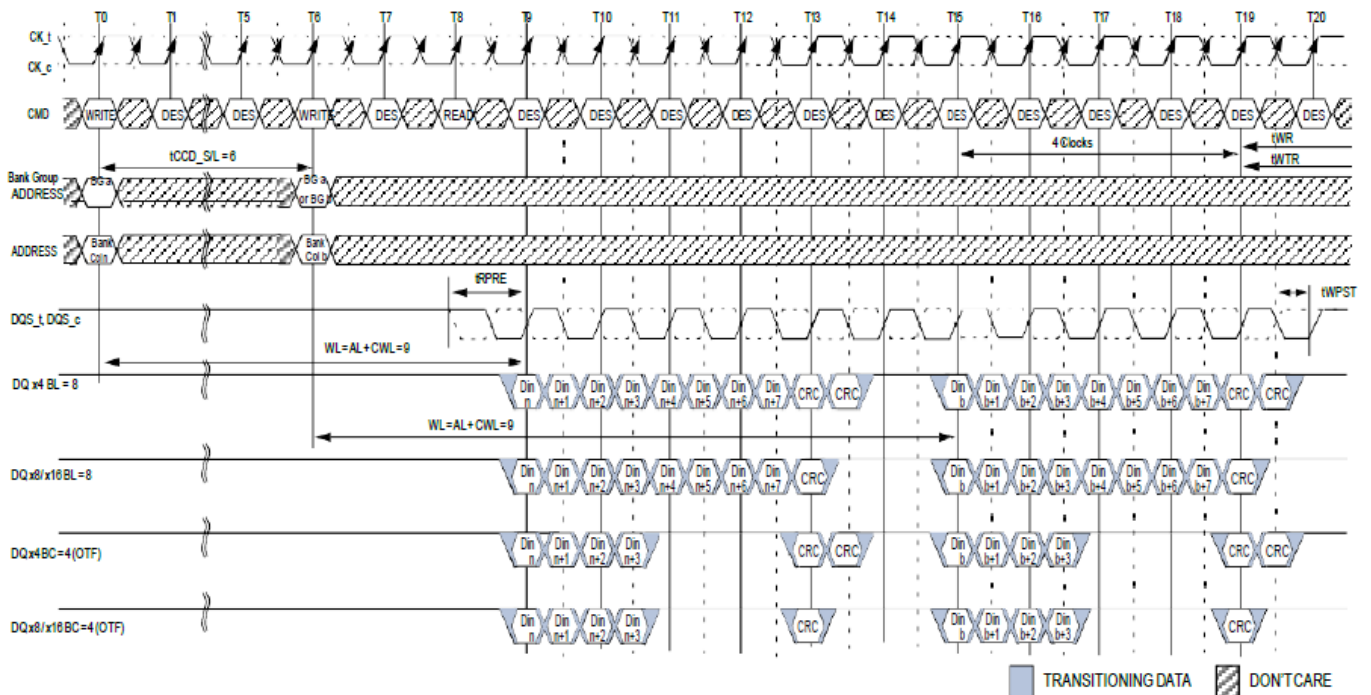 T0 T1 T5 T6 T7 T8 T9 T10 T11 T12 T13 T14 T15 T16 T17 T18 T19 T20
CK_t
CK_c
CMD WRITE DES DES WRITE DES READ DES DES DES DES DES DES DES DES DES DES DES DES
tCCD_S/L = 6 4 Clocks tWR
tWTR
Bank Group
ADDRESS BG a BG a
or BG b
ADDRESS Bank
Col n Bank
Col b
tRPRE tWPST
DQS_t, DQS_c
WL = AL + CWL = 9
DQ x4 BL = 8 Din
n Din
n+1 Din
n+2 Din
n+3 Din
n+4 Din
n+5 Din
n+6 Din
n+7 CRC CRC Din
b Din
b+1 Din
b+2 Din
b+3 Din
b+4 Din
b+5 Din
b+6 Din
b+7 CRC CRC
WL = AL + CWL = 9
DQ x8/x16 BL = 8 Din
n Din
n+1 Din
n+2 Din
n+3 Din
n+4 Din
n+5 Din
n+6 Din
n+7 CRC Din
b Din
b+1 Din
b+2 Din
b+3 Din
b+4 Din
b+5 Din
b+6 Din
b+7 CRC
DQ x4 BC = 4 (OTF) Din
n Din
n+1 Din
n+2 Din
n+3 CRC CRC Din
b Din
b+1 Din
b+2 Din
b+3 CRC CRC
DQ x8/x16 BC = 4 (OTF) Din
n Din
n+1 Din
n+2 Din
n+3 CRC Din
b Din
b+1 Din
b+2 Din
b+3 CRC
TRANSITIONING DATA DON'T CARE